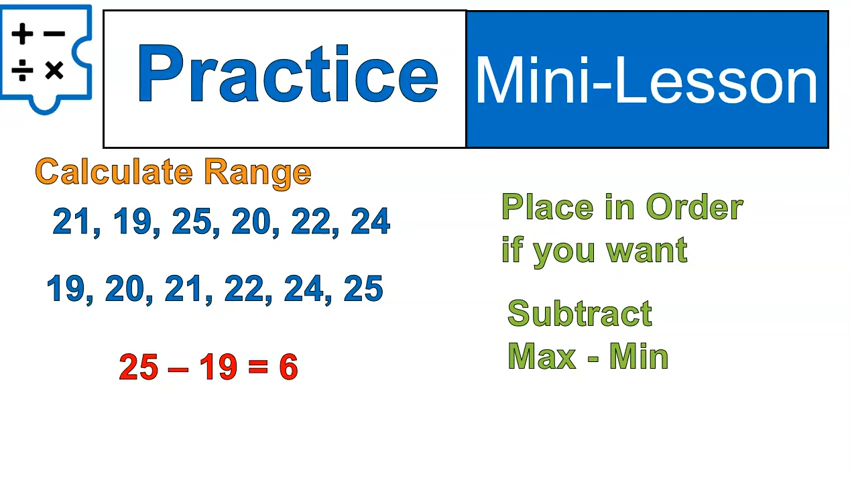 + −
÷ ×
Practice Mini-Lesson
Calculate Range
21, 19, 25, 20, 22, 24
19, 20, 21, 22, 24, 25
25 – 19 = 6
Place in Order
if you want
Subtract
Max - Min